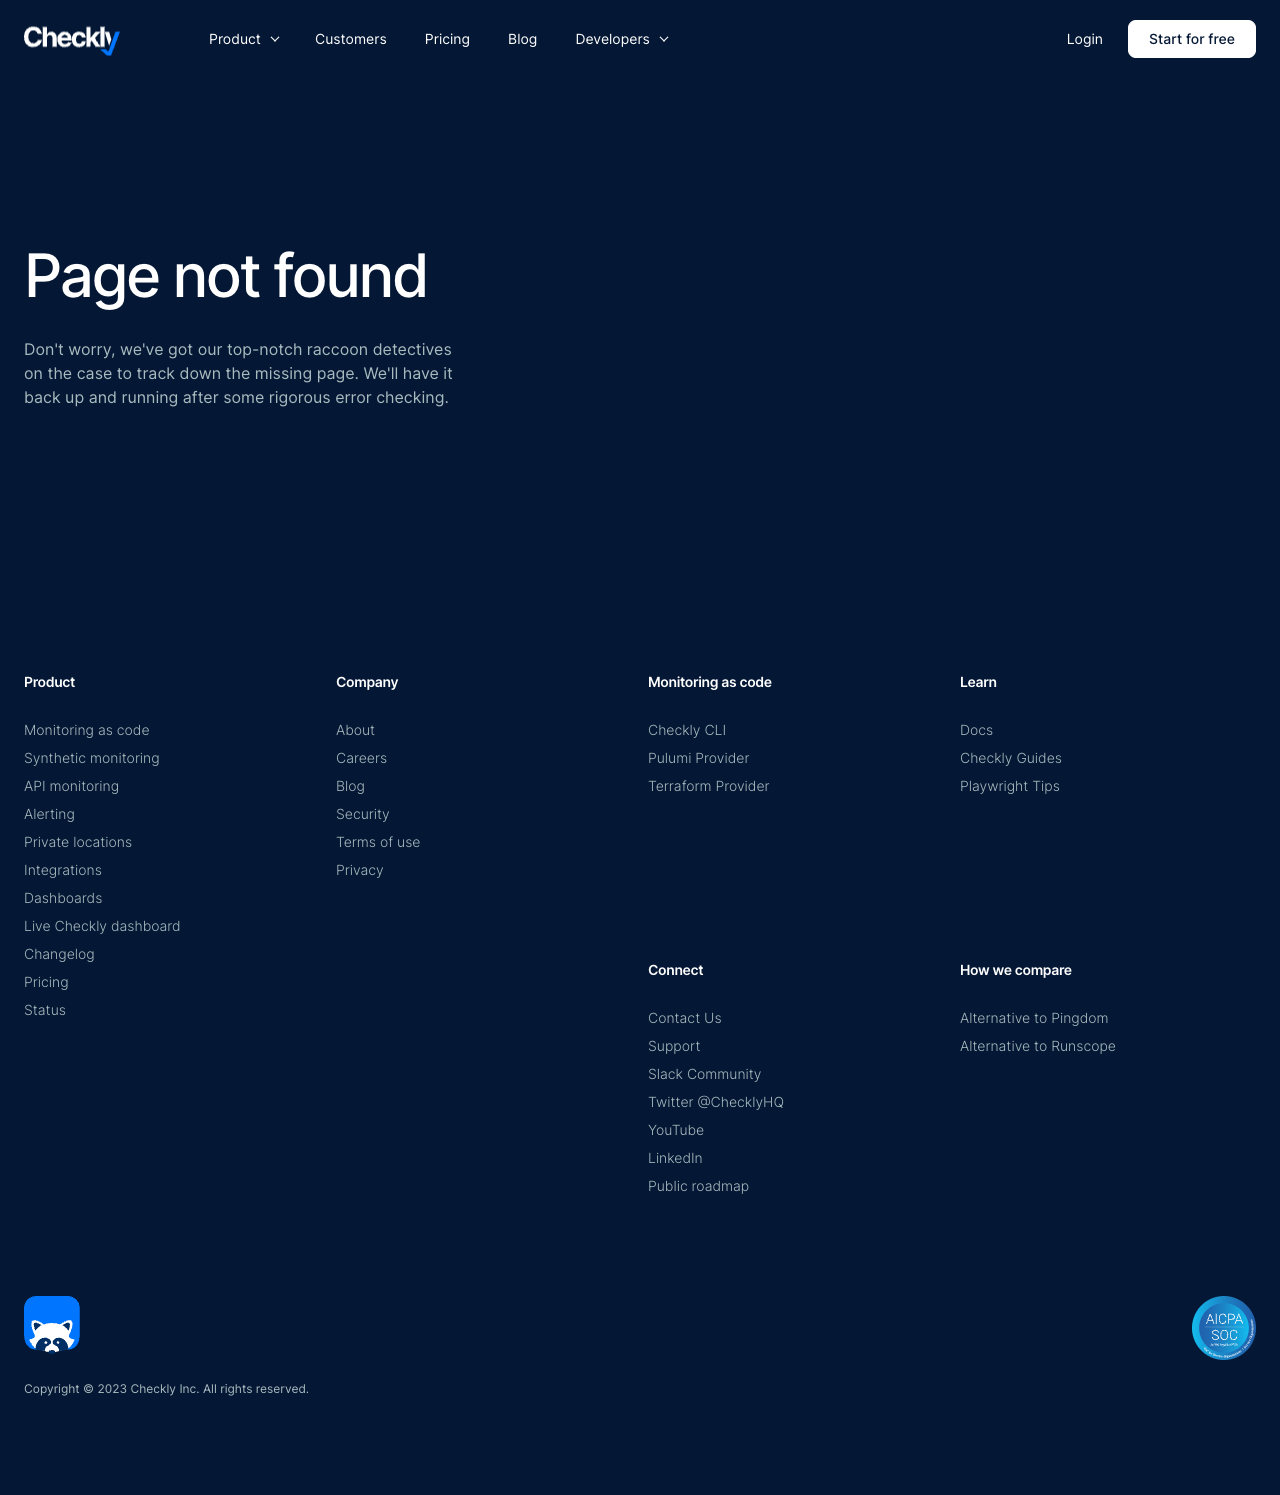 Checkly
Product
Customers
Pricing
Blog
Developers
Login
Start for free
Page not found
Don't worry, we've got our top-notch raccoon detectives
on the case to track down the missing page. We'll have it
back up and running after some rigorous error checking.
Product
Monitoring as code
Synthetic monitoring
API monitoring
Alerting
Private locations
Integrations
Dashboards
Live Checkly dashboard
Changelog
Pricing
Status
Company
About
Careers
Blog
Security
Terms of use
Privacy
Monitoring as code
Checkly CLI
Pulumi Provider
Terraform Provider
Learn
Docs
Checkly Guides
Playwright Tips
Connect
Contact Us
Support
Slack Community
Twitter @ChecklyHQ
YouTube
LinkedIn
Public roadmap
How we compare
Alternative to Pingdom
Alternative to Runscope
AICPA
SOC
Copyright © 2023 Checkly Inc. All rights reserved.